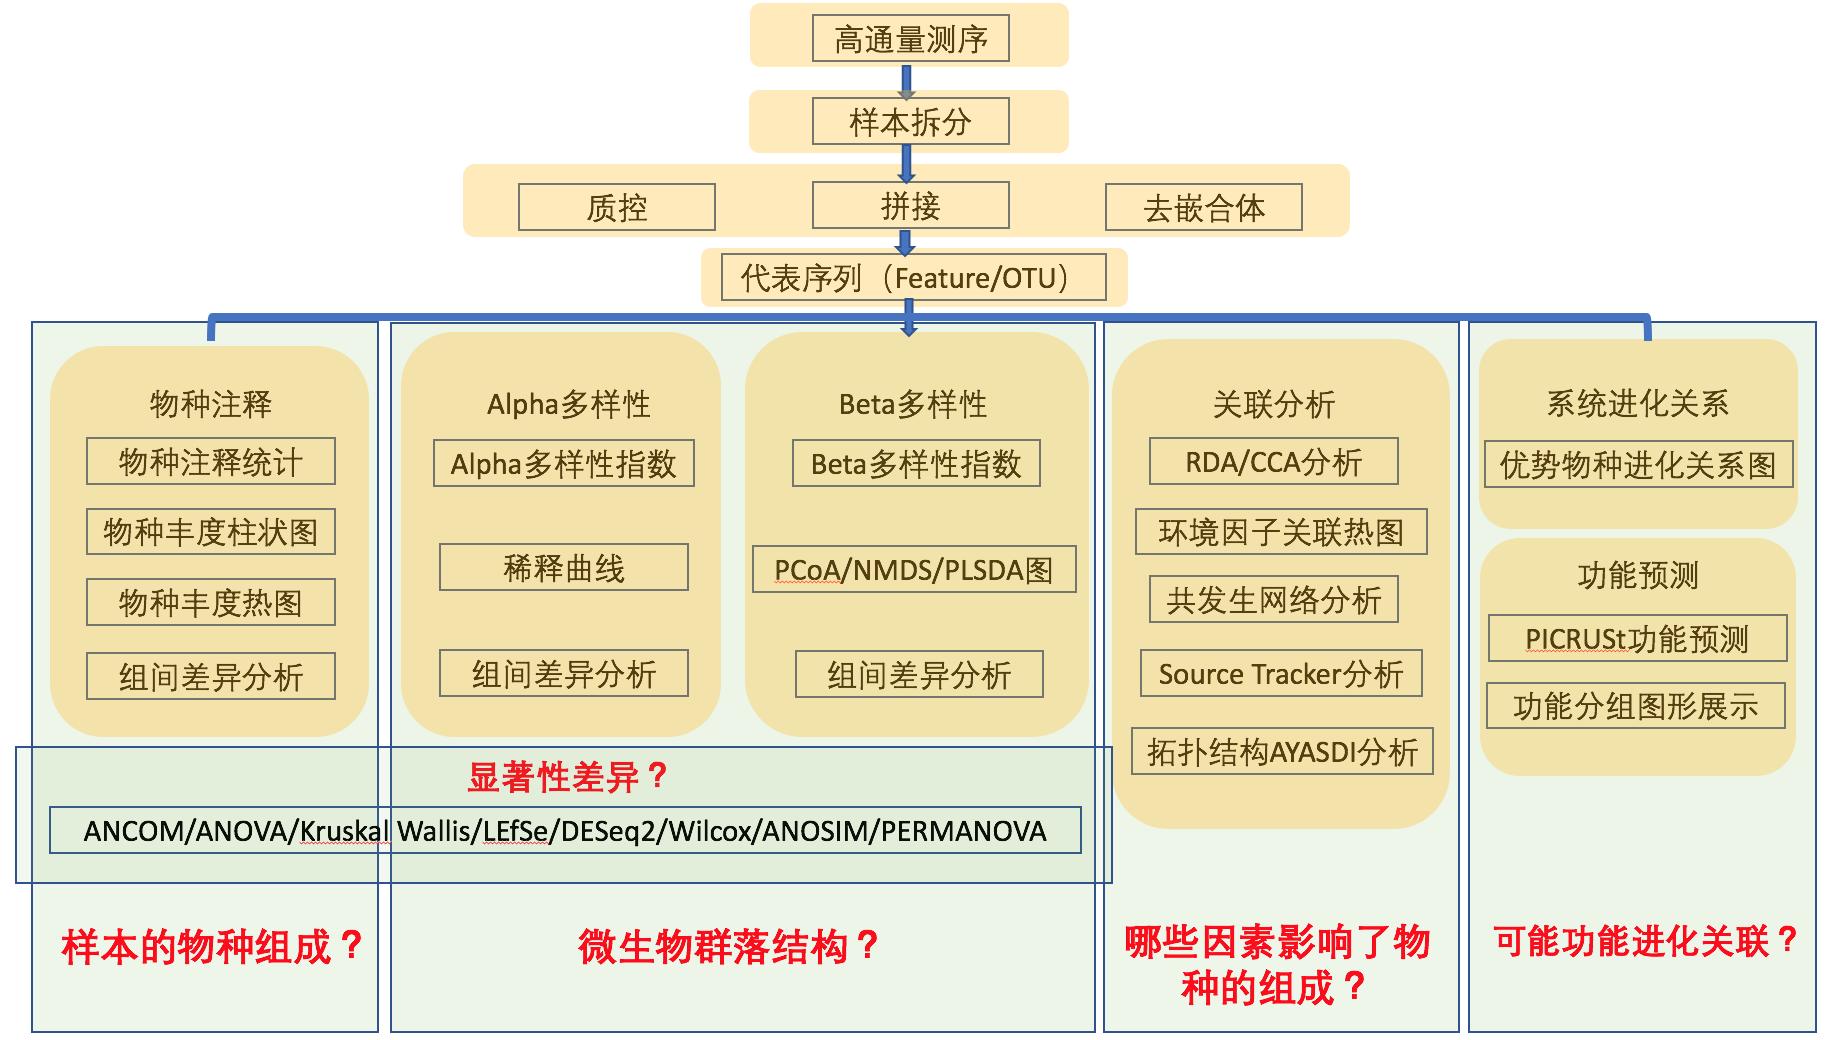 高通量测序
样本拆分
质控
拼接
去嵌合体
代表序列（Feature/OTU）
物种注释
物种注释统计
物种丰度柱状图
物种丰度热图
组间差异分析
Alpha多样性
Alpha多样性指数
稀释曲线
组间差异分析
Beta多样性
Beta多样性指数
PCoA/NMDS/PLSDA图
组间差异分析
关联分析
RDA/CCA分析
环境因子关联热图
共发生网络分析
Source Tracker分析
拓扑结构AYASDI分析
系统进化关系
优势物种进化关系图
功能预测
PICRUSt功能预测
功能分组图形展示
显著性差异？
ANCOM/ANOVA/Kruskal Wallis/LEfSe/DESeq2/Wilcox/ANOSIM/PERMANOVA
样本的物种组成？
微生物群落结构？
哪些因素影响了物
种的组成？
可能功能进化关联？